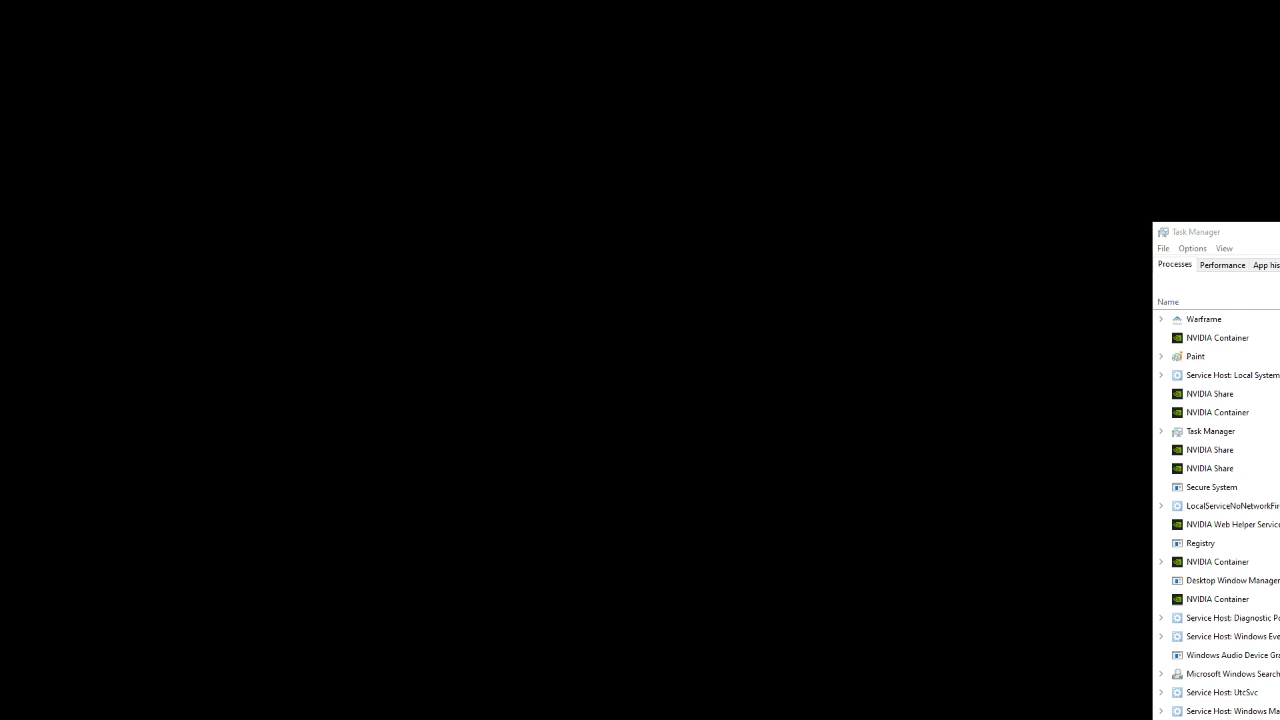 Task Manager
File Options View
Processes Performance App his
Name
Warframe
NVIDIA Container
Paint
Service Host: Local System
NVIDIA Share
NVIDIA Container
Task Manager
NVIDIA Share
NVIDIA Share
Secure System
LocalServiceNoNetworkFir
NVIDIA Web Helper Service
Registry
NVIDIA Container
Desktop Window Manager
NVIDIA Container
Service Host: Diagnostic Po
Service Host: Windows Eve
Windows Audio Device Gra
Microsoft Windows Search
Service Host: UtcSvc
Service Host: Windows Ma